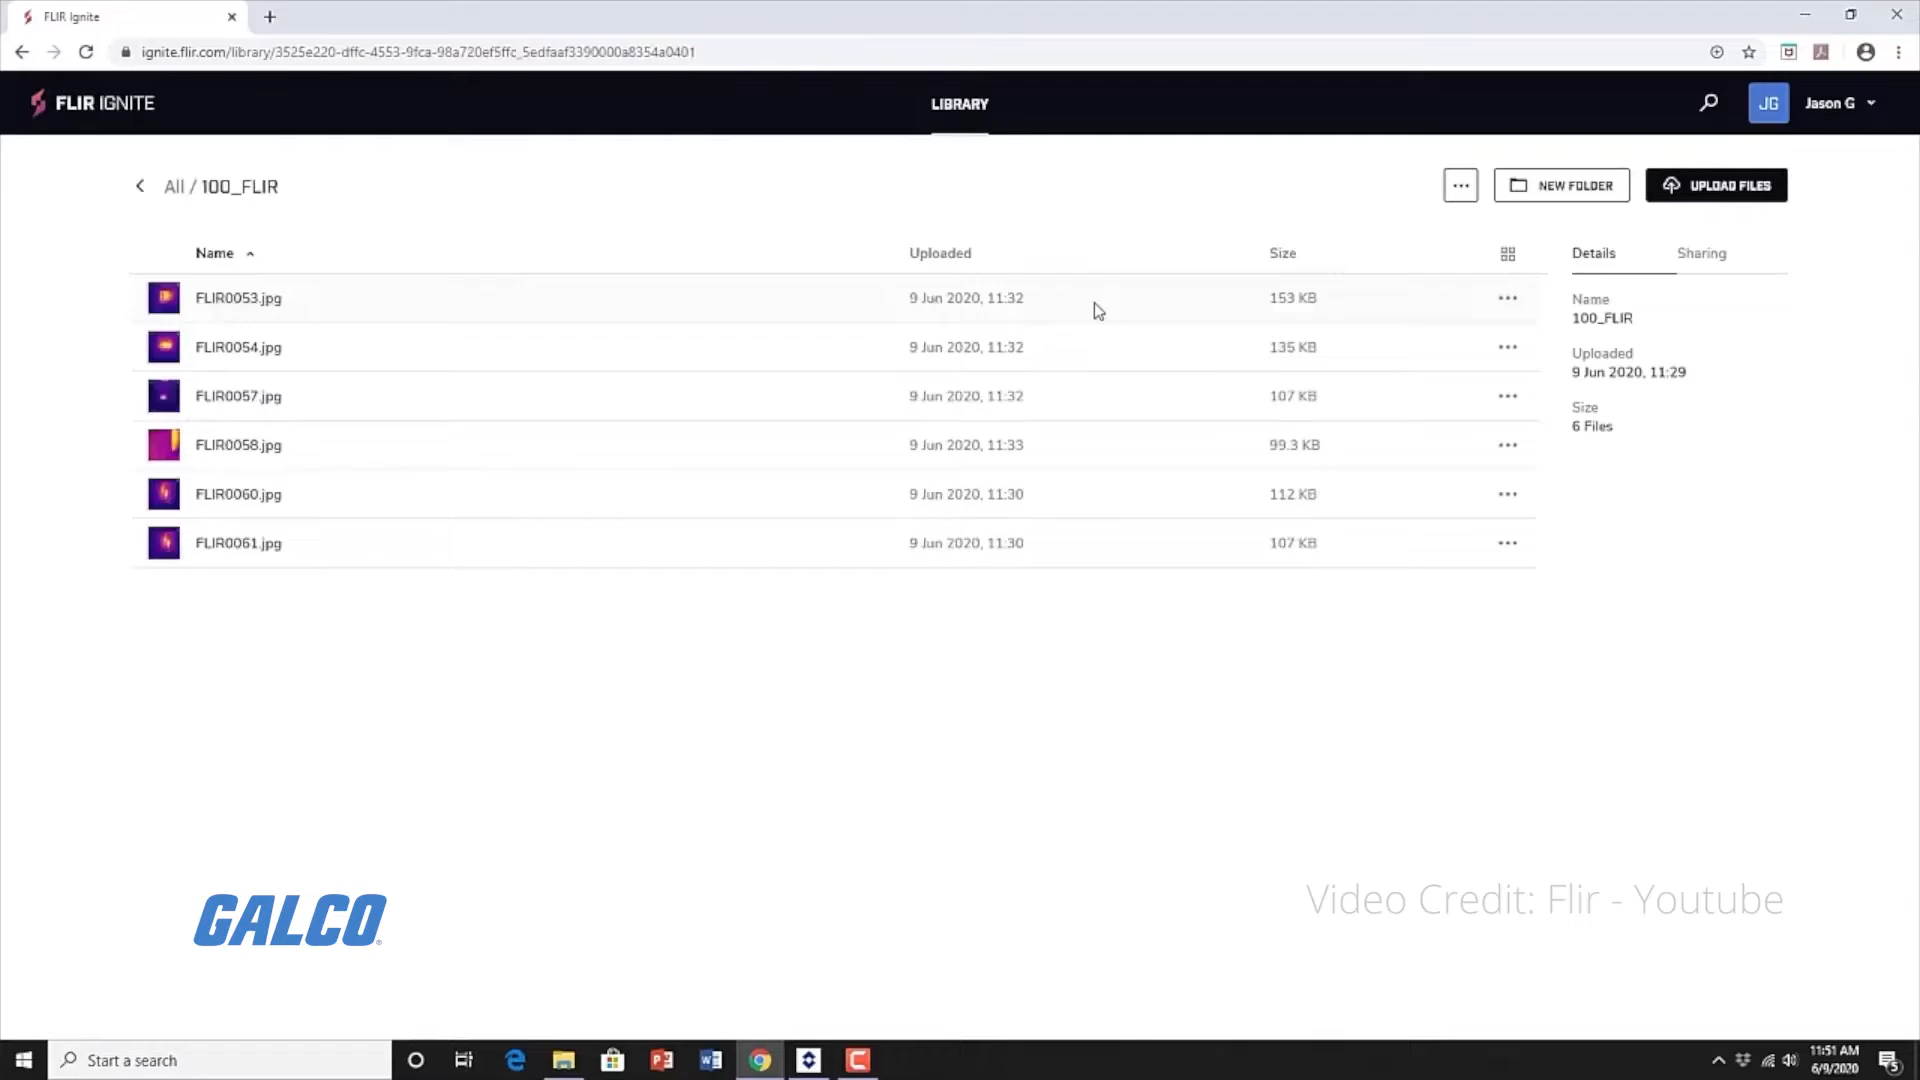 FLIR Ignite
ignite.flir.com/library/3525e220-dffc-4553-9fca-98a720ef5ffc_5edfaaf3390000a8354a0401
FLIR IGNITE
LIBRARY
JG
Jason G
All / 100_FLIR
NEW FOLDER
UPLOAD FILES
Name
Uploaded
Size
Details
Sharing
FLIR0053.jpg
9 Jun 2020, 11:32
153 KB
FLIR0054.jpg
9 Jun 2020, 11:32
135 KB
FLIR0057.jpg
9 Jun 2020, 11:32
107 KB
FLIR0058.jpg
9 Jun 2020, 11:33
99.3 KB
FLIR0060.jpg
9 Jun 2020, 11:30
112 KB
FLIR0061.jpg
9 Jun 2020, 11:30
107 KB
Name
100_FLIR
Uploaded
9 Jun 2020, 11:29
Size
6 Files
GALCO
Video Credit: Flir - Youtube
Start a search
11:51 AM
6/9/2020
5